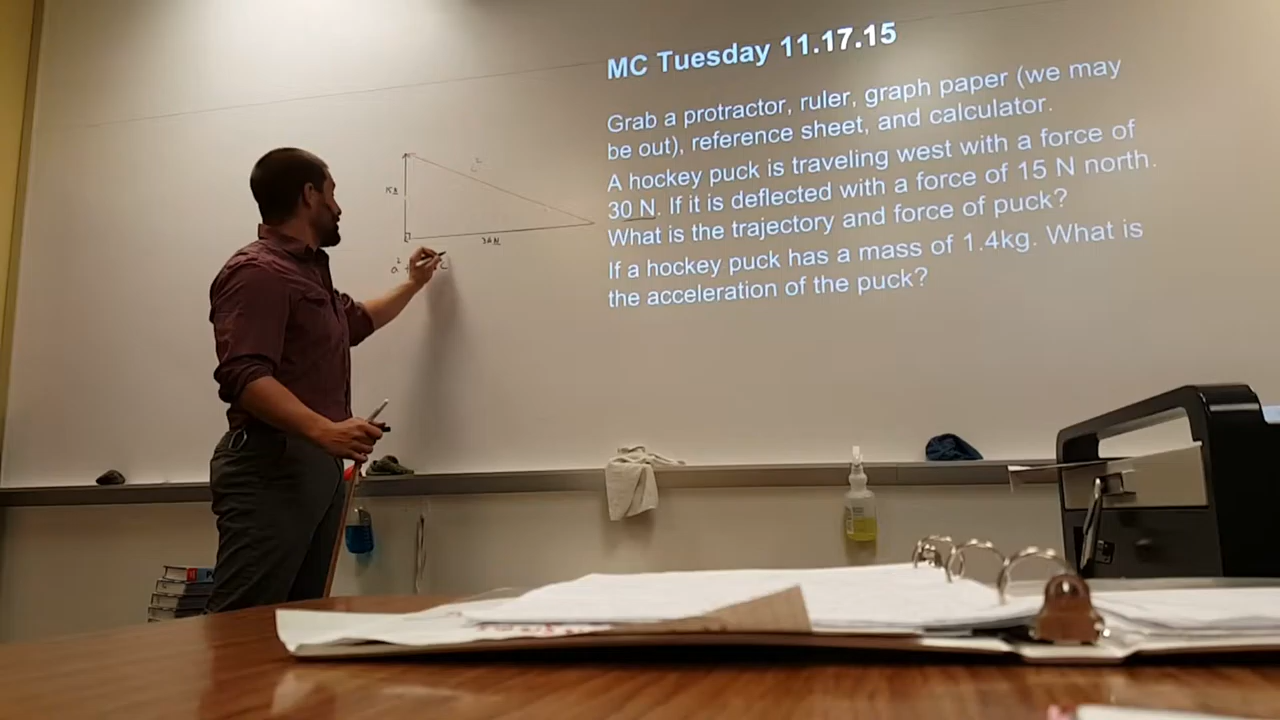 MC Tuesday 11.17.15
Grab a protractor, ruler, graph paper (we may
be out), reference sheet, and calculator.
A hockey puck is traveling west with a force of
30 N. If it is deflected with a force of 15 N north.
What is the trajectory and force of puck?
If a hockey puck has a mass of 1.4kg. What is
the acceleration of the puck?
c²
30N
a² +